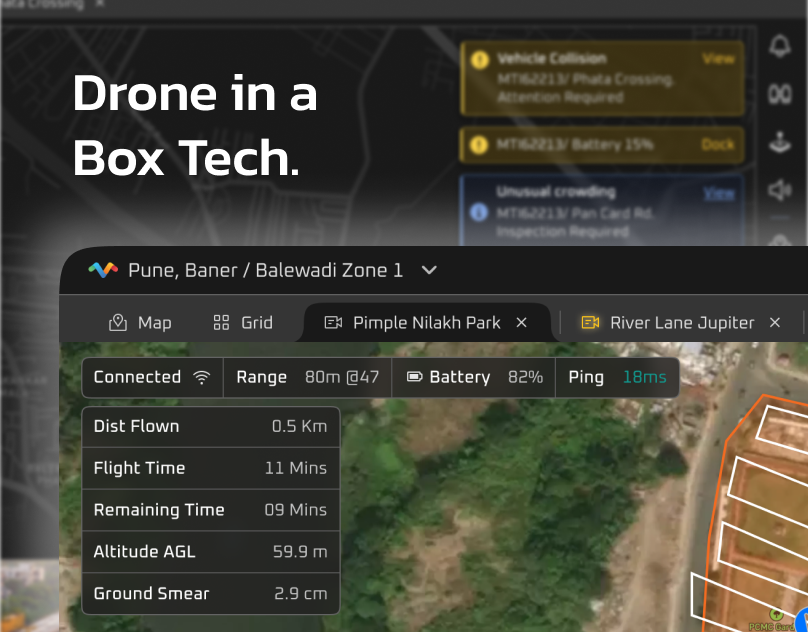 Crossing ×
Drone in a
Box Tech.
Vehicle Collision View
MTI62213/ Phata Crossing.
Attention Required
MTI62213/ Battery 15% Dock
Unusual crowding View
MTI62213/ Pan Card Rd.
Inspection Required
Pune, Baner / Balewadi Zone 1
Map Grid Pimple Nilakh Park × River Lane Jupiter ×
Connected Range 80m @47 Battery 82% Ping 18ms
Dist Flown 0.5 Km
Flight Time 11 Mins
Remaining Time 09 Mins
Altitude AGL 59.9 m
Ground Smear 2.9 cm
PCMC